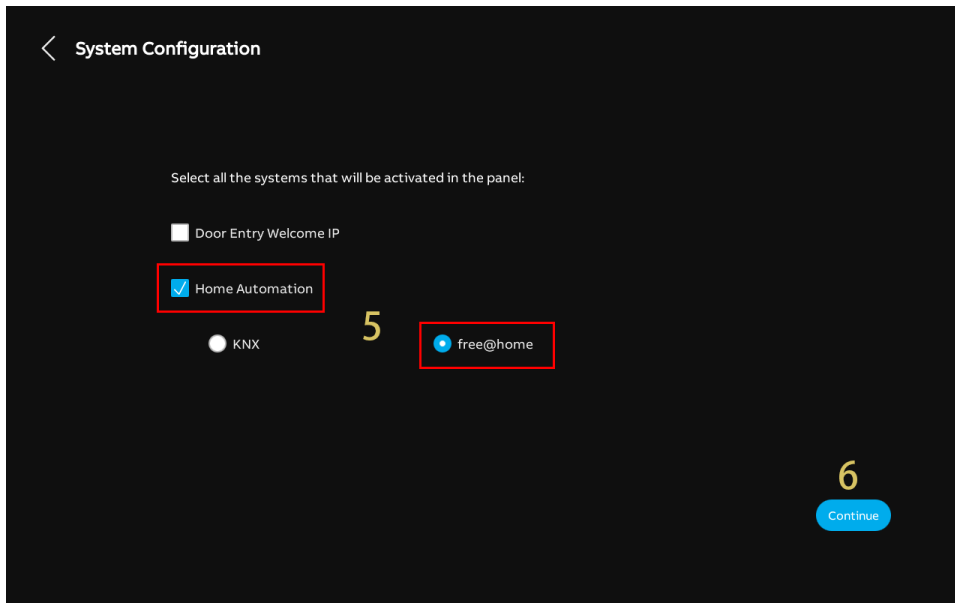 System Configuration
Select all the systems that will be activated in the panel:
Door Entry Welcome IP
Home Automation
5
KNX
free@home
6
Continue